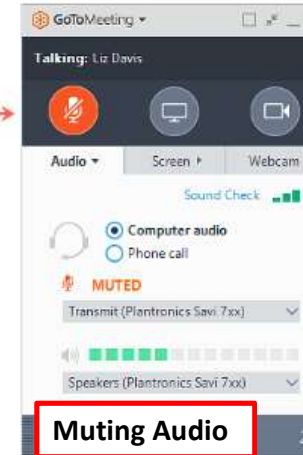 GoToMeeting
Talking: Liz Davis
Audio Screen Webcam
Sound Check
Computer audio
Phone call
MUTED
Transmit (Plantronics Savi 7xx)
Speakers (Plantronics Savi 7xx)
Muting Audio